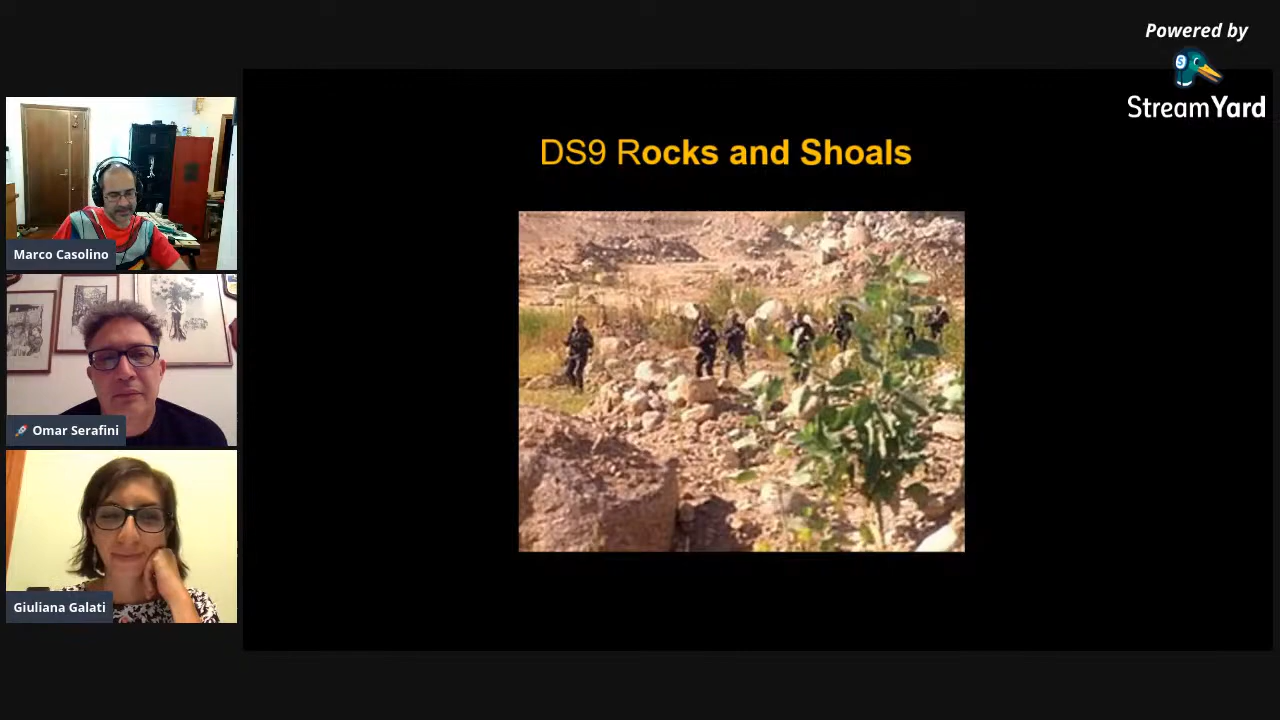 Powered by
StreamYard
DS9 Rocks and Shoals
Marco Casolino
🚀 Omar Serafini
Giuliana Galati